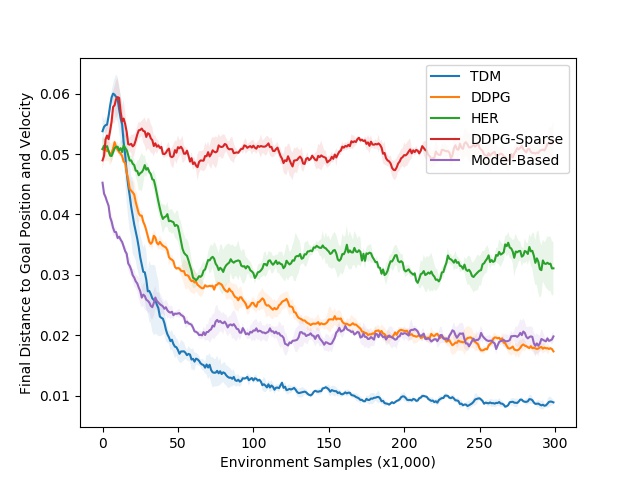 Final Distance to Goal Position and Velocity
0.06
0.05
0.04
0.03
0.02
0.01
TDM
DDPG
HER
DDPG-Sparse
Model-Based
0 50 100 150 200 250 300
Environment Samples (x1,000)